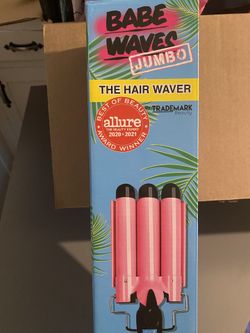 BABE
WAVES
JUMBO
THE HAIR WAVER
BY TRADEMARK
Beauty
BEST OF BEAUTY
allure
THE BEAUTY EXPERT
2020-2021
AWARD WINNER